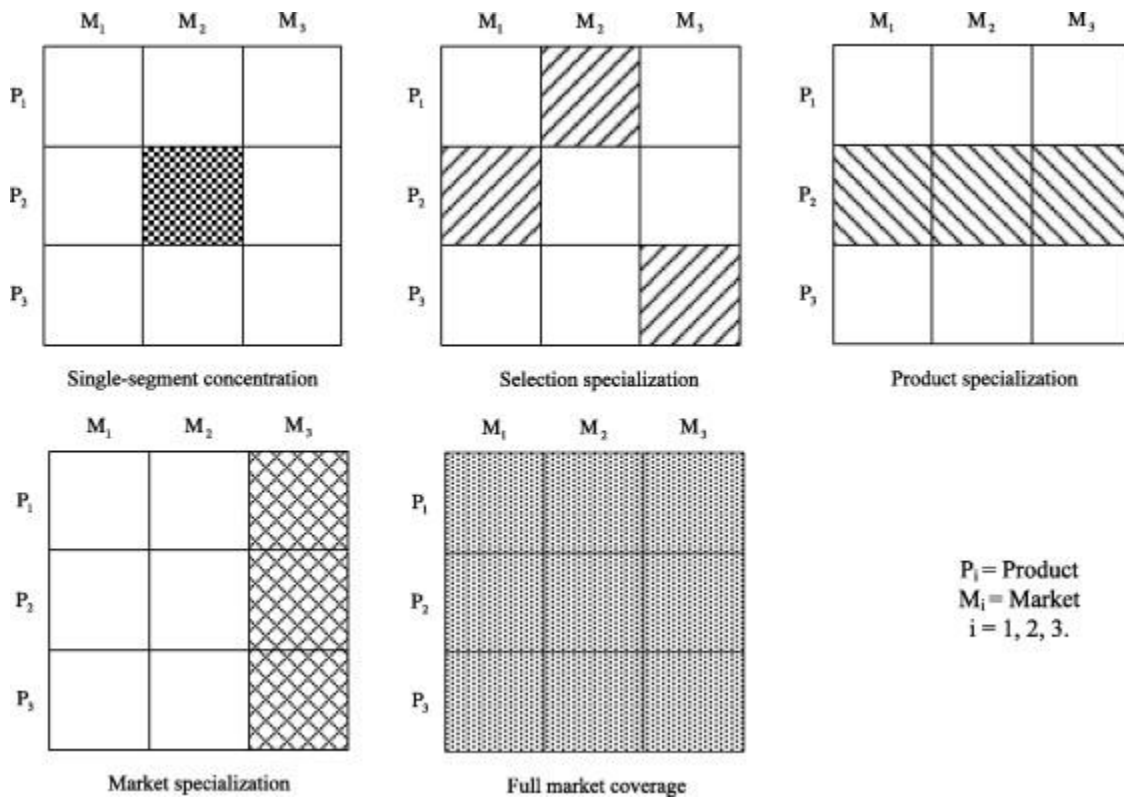 M₁ M₂ M₃ M₁ M₂ M₃ M₁ M₂ M₃
P₁ P₁ P₁
P₂ P₂ P₂
P₃ P₃ P₃
Single-segment concentration Selection specialization Product specialization
M₁ M₂ M₃ M₁ M₂ M₃
P₁ P₁
P₂ P₂
P₃ P₃
Pᵢ = Product
Mᵢ = Market
i = 1, 2, 3.
Market specialization Full market coverage